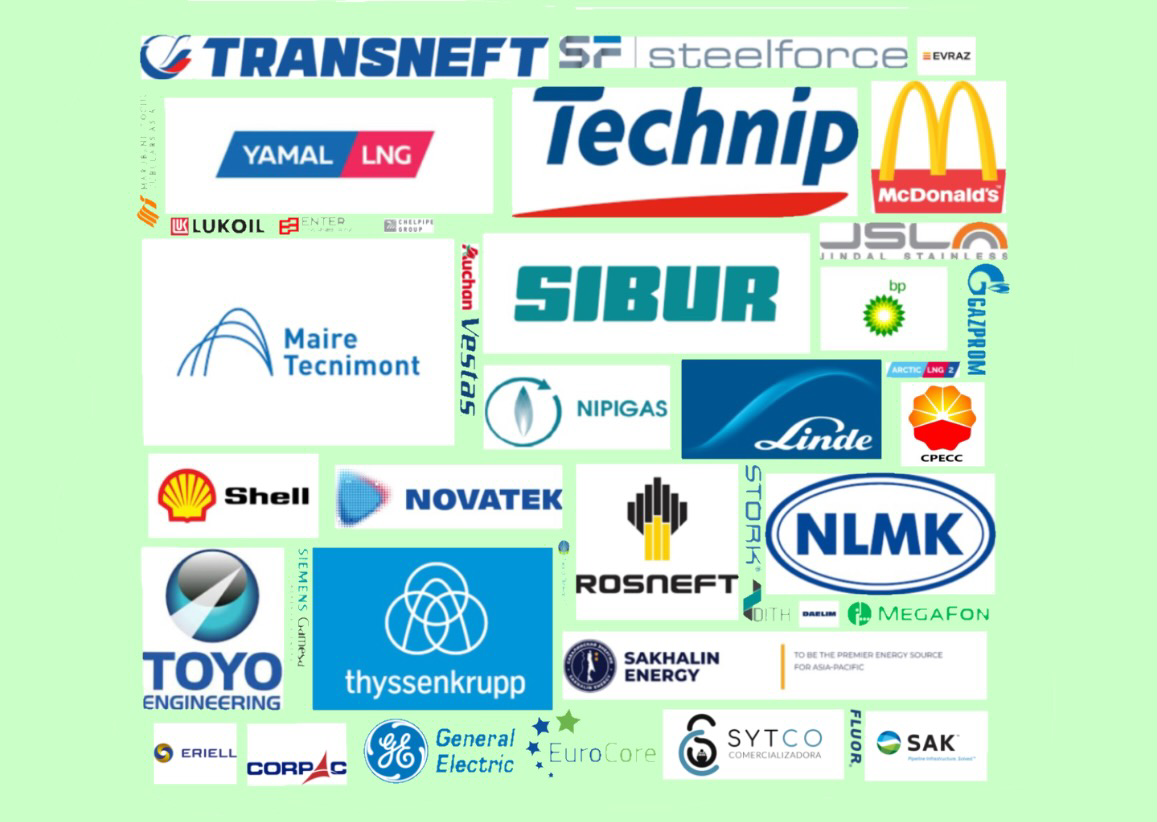 TRANSNEFT
SF steelforce
EVRAZ
YAMAL LNG
Technip
McDonald's
LUKOIL
ENTER
CHELPIPE
GROUP
JSL
JINDAL STAINLESS
Maire
Tecnimont
Auchan
Vestas
SIBUR
bp
GAZPROM
NIPIGAS
Linde
ARCTIC LNG 2
CPECC
Shell
NOVATEK
ROSNEFT
STORK
NLMK
TOYO
ENGINEERING
SIEMENS Gamesa
thyssenkrupp
DITH
DAELIM
MEGAFON
SAKHALIN
ENERGY
TO BE THE PREMIER ENERGY SOURCE
FOR ASIA-PACIFIC
ERIELL
CORPAC
GE
General
Electric
EuroCore
SYTCO
COMERCIALIZADORA
FLUOR
SAK